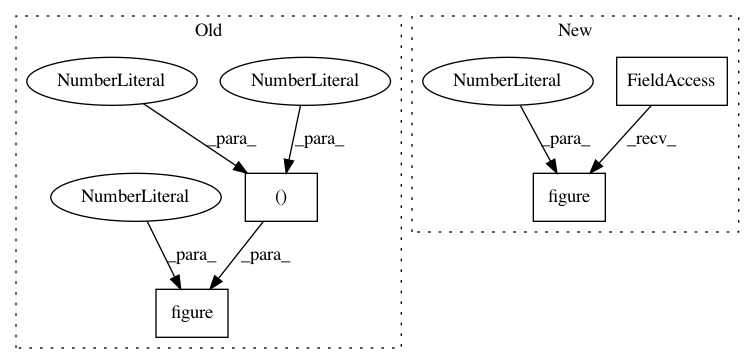 Old
NumberLiteral
NumberLiteral
_para_
_para_
NumberLiteral
()
_para_
_para_
figure
New
NumberLiteral
FieldAccess
_para_
_recv_
figure